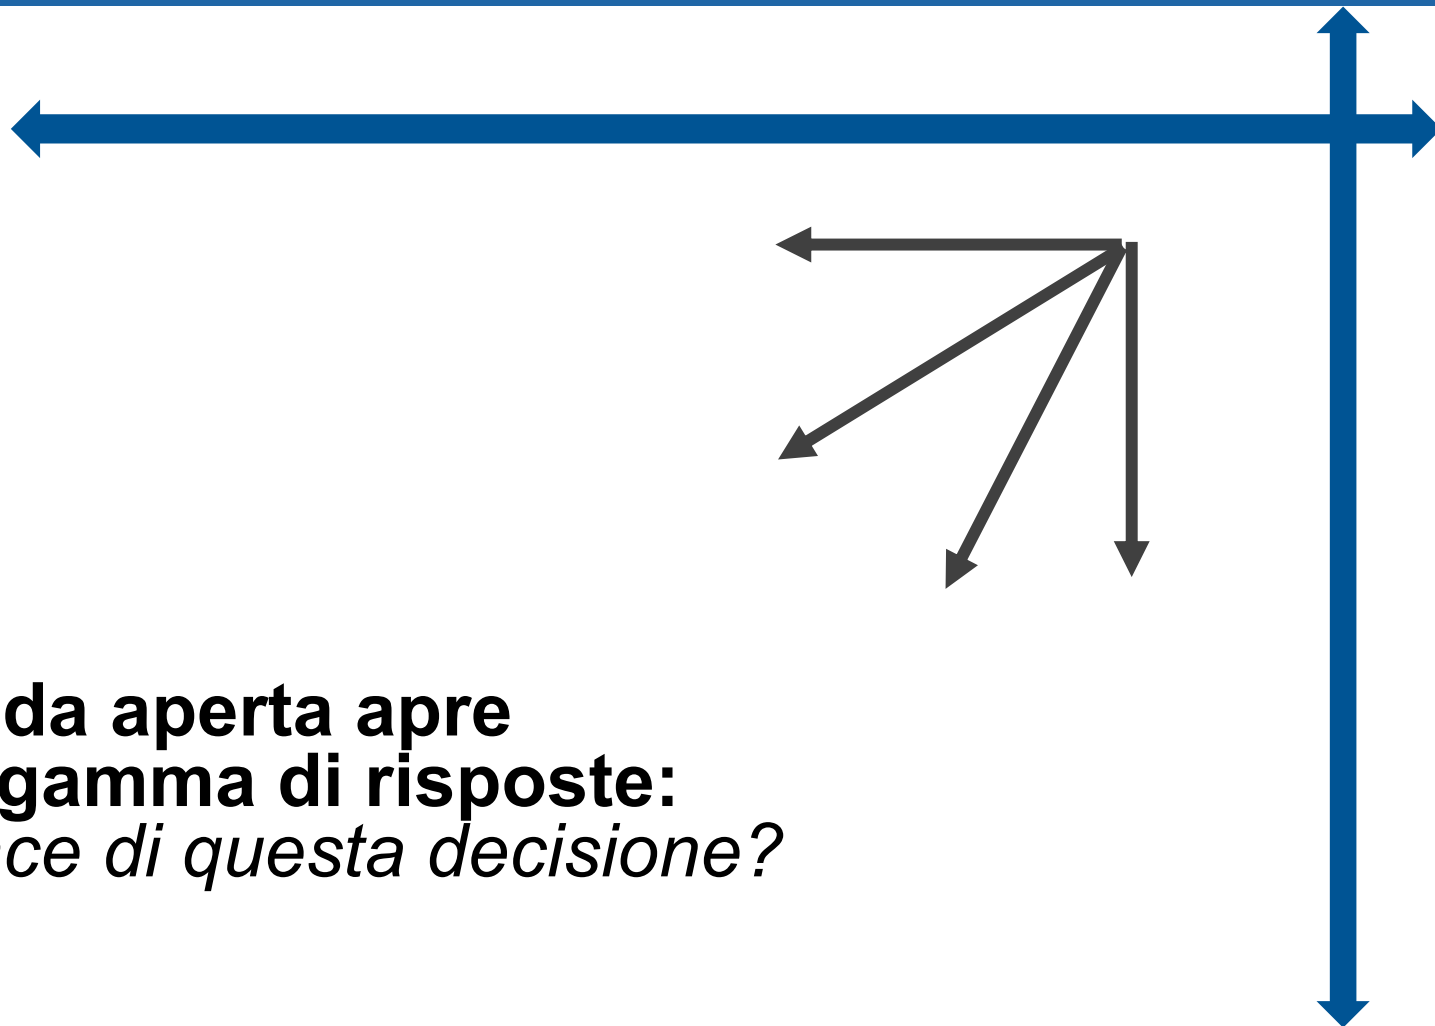 da aperta apre
gamma di risposte:
ce di questa decisione?